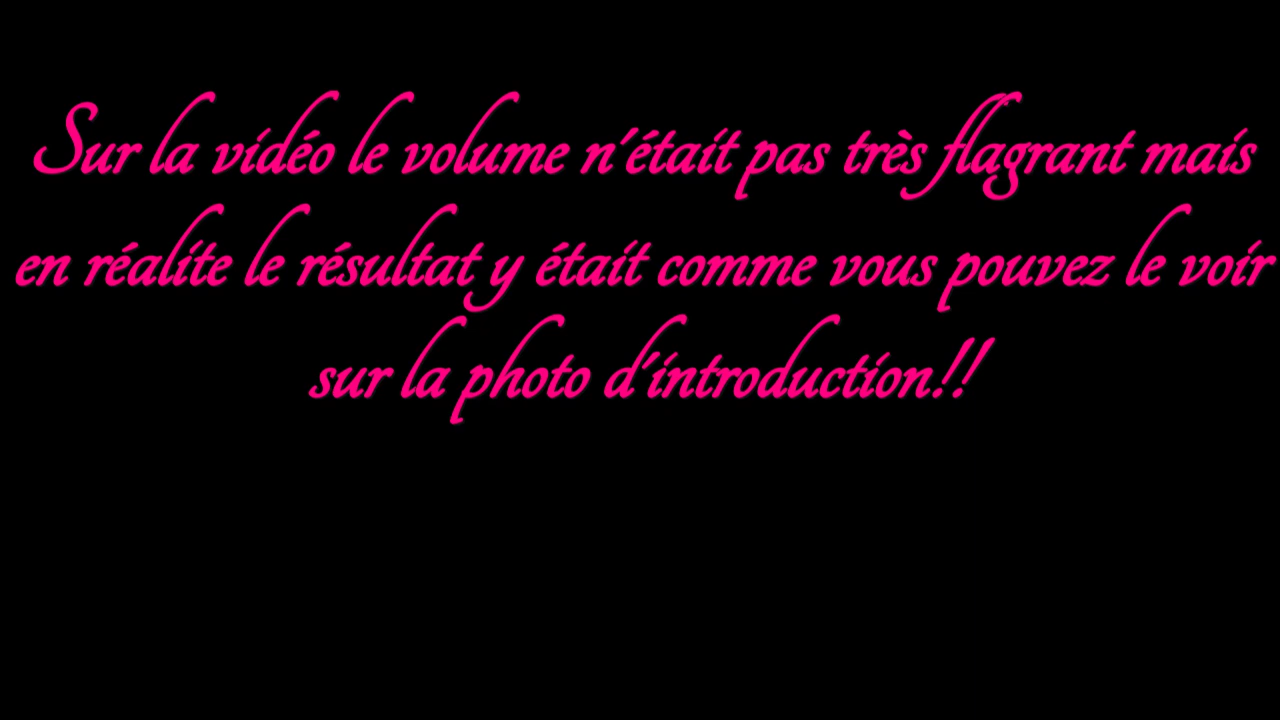 Sur la vidéo le volume n'était pas très flagrant mais
en réalite le résultat y était comme vous pouvez le voir
sur la photo d'introduction!!